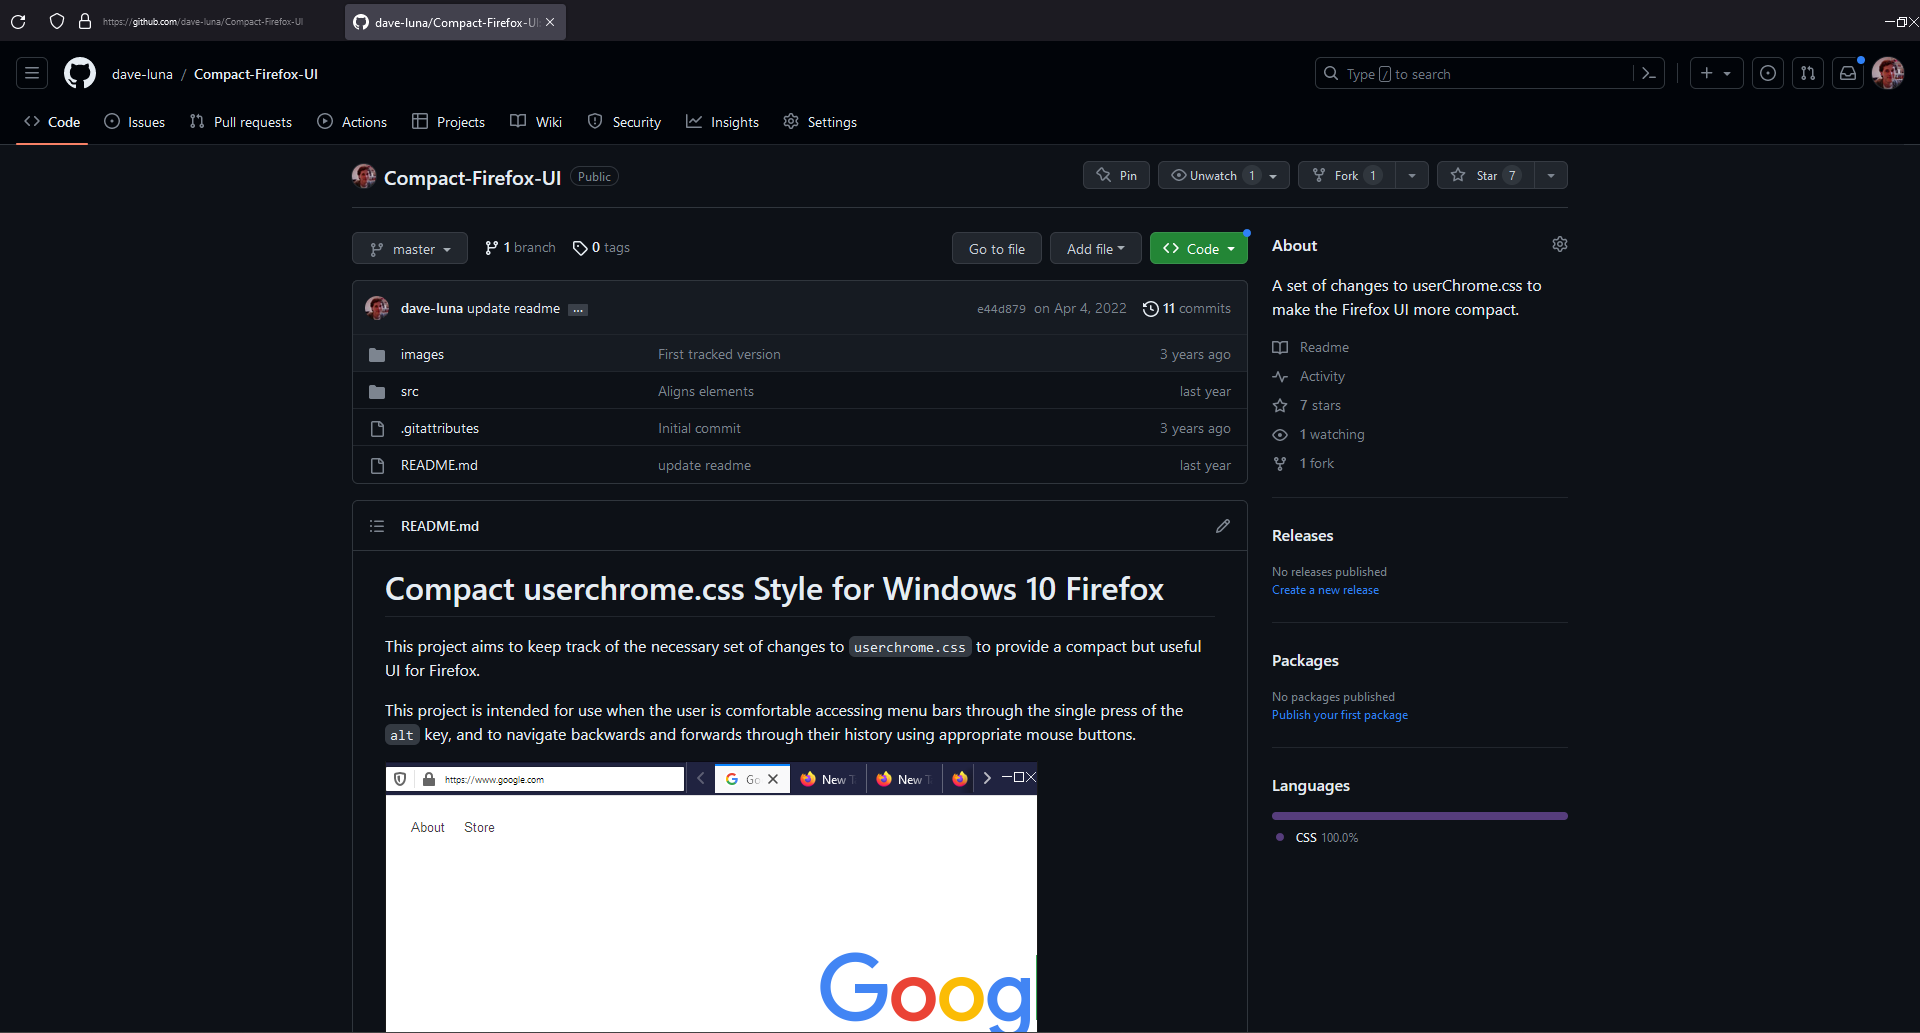 https://github.com/dave-luna/Compact-Firefox-UI
dave-luna/Compact-Firefox-UI:
dave-luna / Compact-Firefox-UI
Type / to search
Code Issues Pull requests Actions Projects Wiki Security Insights Settings
Compact-Firefox-UI Public
Pin Unwatch 1 Fork 1 Star 7
master 1 branch 0 tags
Go to file Add file Code
dave-luna update readme ...
e44d879 on Apr 4, 2022 11 commits
images First tracked version 3 years ago
src Aligns elements last year
.gitattributes Initial commit 3 years ago
README.md update readme last year
README.md
Compact userchrome.css Style for Windows 10 Firefox
This project aims to keep track of the necessary set of changes to userchrome.css to provide a compact but useful
UI for Firefox.
This project is intended for use when the user is comfortable accessing menu bars through the single press of the
alt key, and to navigate backwards and forwards through their history using appropriate mouse buttons.
https://www.google.com Go New T New T
About Store
Goog
About
A set of changes to userChrome.css to
make the Firefox UI more compact.
Readme
Activity
7 stars
1 watching
1 fork
Releases
No releases published
Create a new release
Packages
No packages published
Publish your first package
Languages
CSS 100.0%